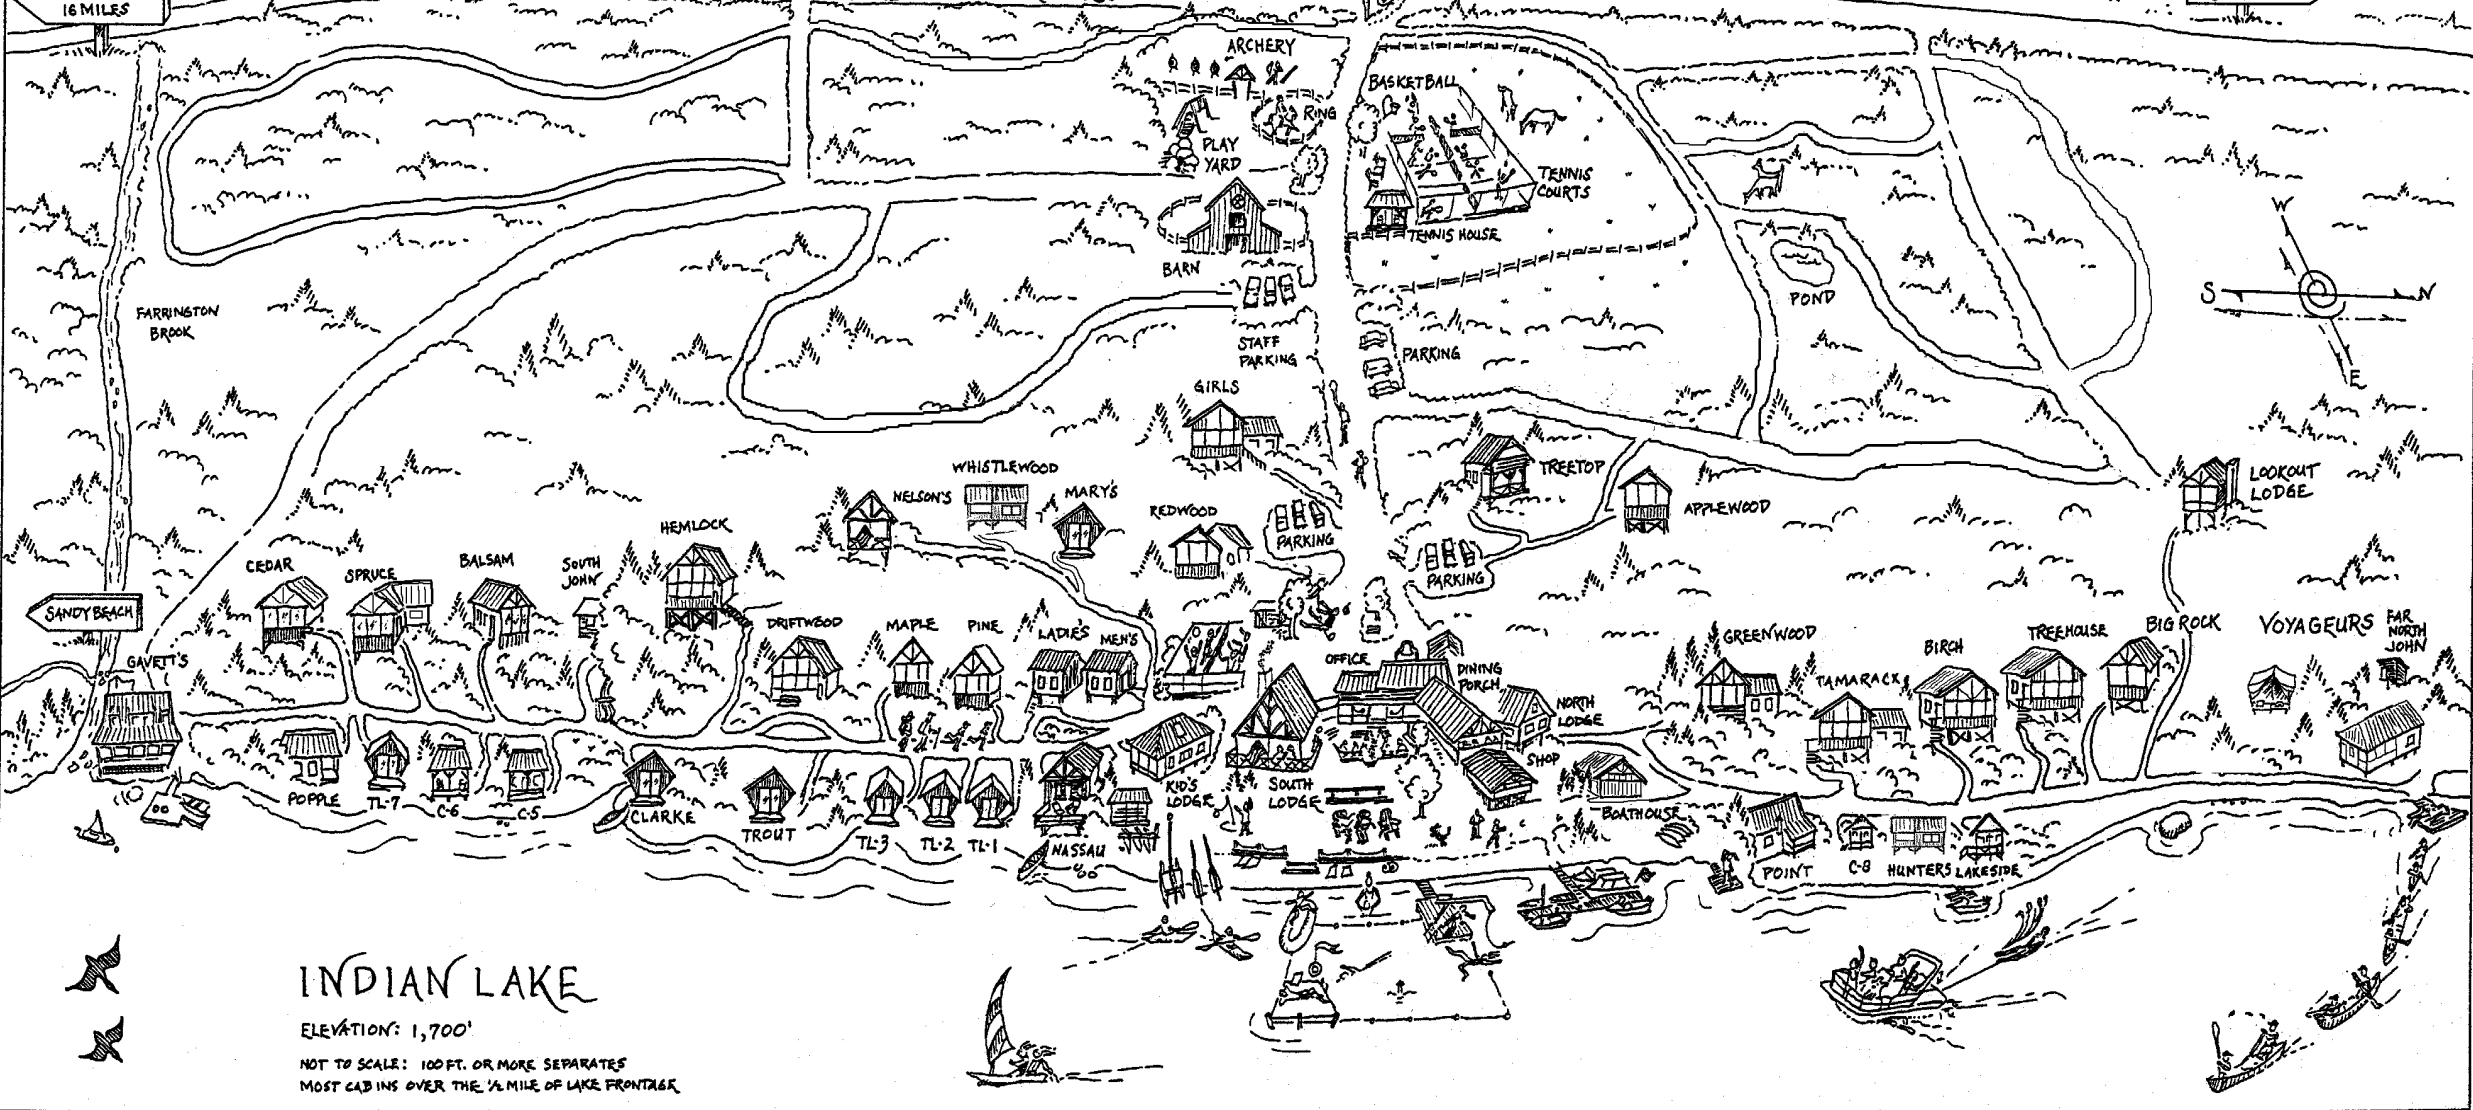 16 MILES
ARCHERY
BASKETBALL
RING
PLAY
YARD
TENNIS
COURTS
TENNIS HOUSE
BARN
W
S
N
E
POND
FARRINGTON
BROOK
STAFF
PARKING
PARKING
GIRLS
WHISTLEWOOD
NELSON'S
MARY'S
REDWOOD
PARKING
TREETOP
APPLEWOOD
LOOKOUT
LODGE
HEMLOCK
CEDAR
SPRUCE
BALSAM
SOUTH
JOHN
PARKING
SANDY BEACH
DRIFTWOOD
MAPLE
PINE
LADIE'S
MEN'S
GREENWOOD
BIRCH
TREEHOUSE
BIG ROCK
VOYAGEURS
FAR
NORTH
JOHN
GAVETT'S
OFFICE
DINING
PORCH
TAMARACK
NORTH
LODGE
SHOP
POPPLE
TL-7
C-6
C-5
CLARKE
TROUT
TL-3
TL-2
TL-1
NASSAU
KID'S
LODGE
SOUTH
LODGE
BOATHOUSE
POINT
C-8
HUNTERS
LAKESIDE
INDIAN LAKE
ELEVATION: 1,700'
NOT TO SCALE: 100 FT. OR MORE SEPARATES
MOST CABINS OVER THE ½ MILE OF LAKE FRONTAGE